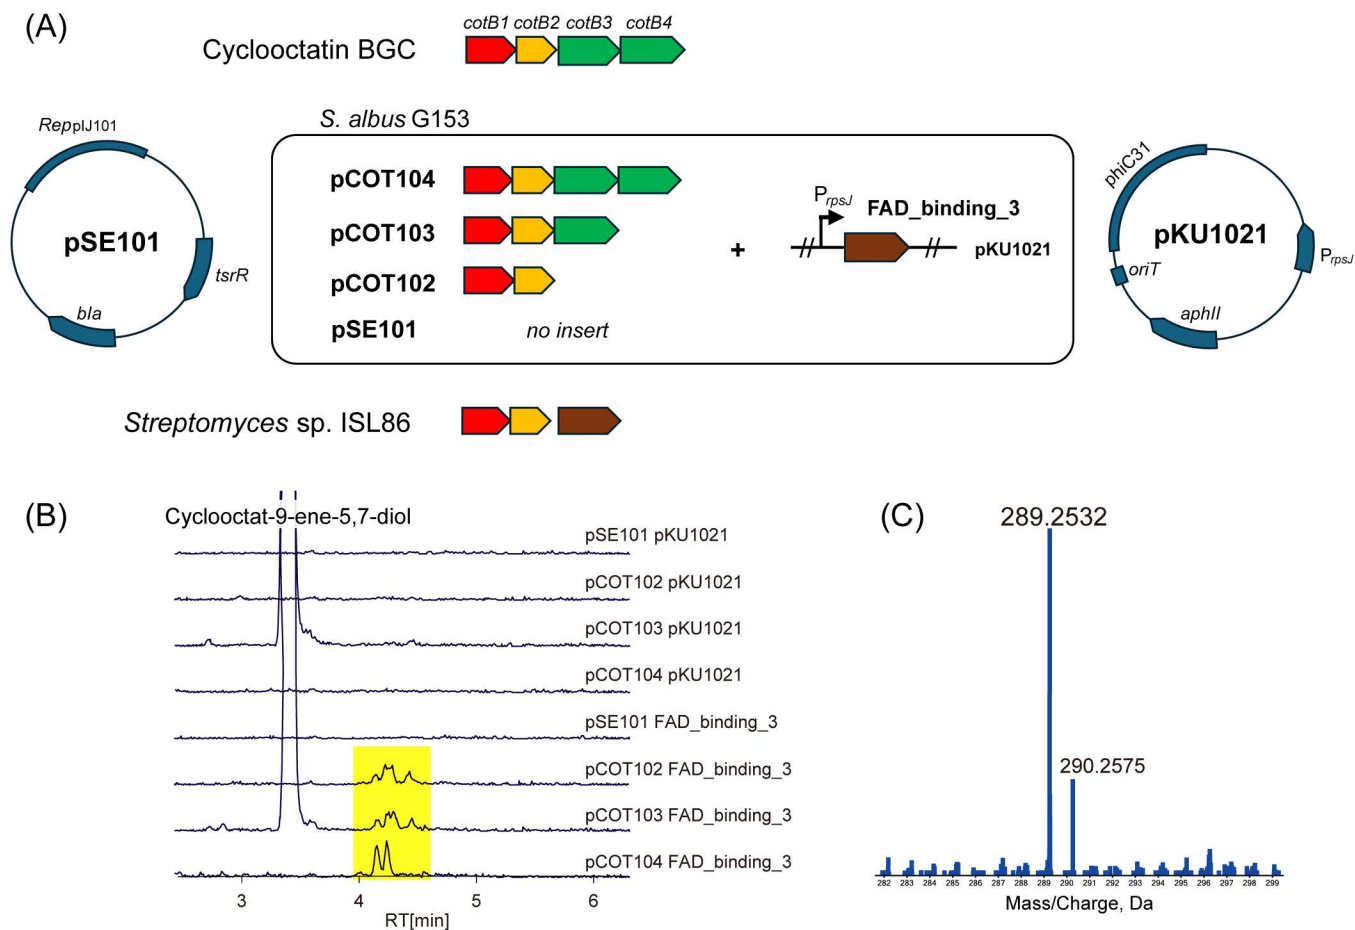 (A)
cotB1 cotB2 cotB3 cotB4
Cyclooctatin BGC
S. albus G153
Rep pIJ101
pSE101
tsrR
bla
pCOT104
pCOT103
pCOT102
pSE101 no insert
+
PrpsJ
FAD_binding_3
pKU1021
phiC31
pKU1021
PrpsJ
oriT
aphII
Streptomyces sp. ISL86
(B)
Cyclooctat-9-ene-5,7-diol
pSE101 pKU1021
pCOT102 pKU1021
pCOT103 pKU1021
pCOT104 pKU1021
pSE101 FAD_binding_3
pCOT102 FAD_binding_3
pCOT103 FAD_binding_3
pCOT104 FAD_binding_3
3 4 5 6
RT[min]
(C)
289.2532
290.2575
282 283 284 285 286 287 288 289 290 291 292 293 294 295 296 297 298 299
Mass/Charge, Da